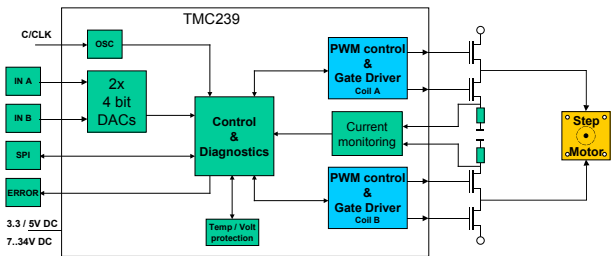 TMC239
C/CLK
OSC
PWM control
&
Gate Driver
Coil A
IN A
2x
4 bit
DACs
IN B
Control
&
Diagnostics
Current
monitoring
Step
Motor
SPI
PWM control
&
Gate Driver
Coil B
ERROR
Temp / Volt
protection
3.3 / 5V DC
7..34V DC